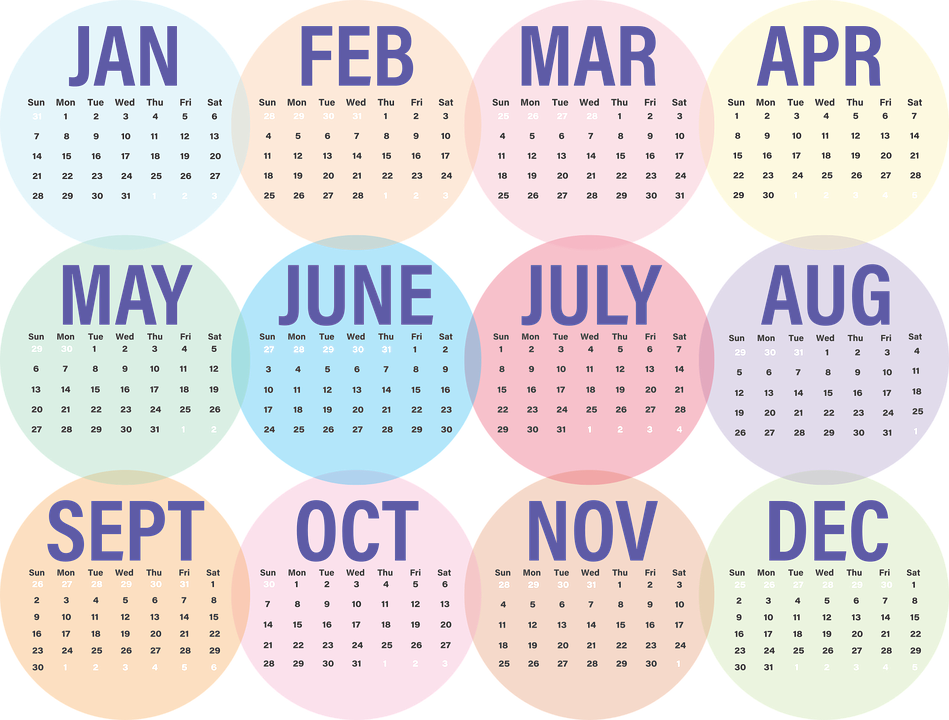 JAN
Sun Mon Tue Wed Thu Fri Sat
31 1 2 3 4 5 6
7 8 9 10 11 12 13
14 15 16 17 18 19 20
21 22 23 24 25 26 27
28 29 30 31 1 2 3
FEB
Sun Mon Tue Wed Thu Fri Sat
28 29 30 31 1 2 3
4 5 6 7 8 9 10
11 12 13 14 15 16 17
18 19 20 21 22 23 24
25 26 27 28 1 2 3
MAR
Sun Mon Tue Wed Thu Fri Sat
25 26 27 28 1 2 3
4 5 6 7 8 9 10
11 12 13 14 15 16 17
18 19 20 21 22 23 24
25 26 27 28 29 30 31
APR
Sun Mon Tue Wed Thu Fri Sat
1 2 3 4 5 6 7
8 9 10 11 12 13 14
15 16 17 18 19 20 21
22 23 24 25 26 27 28
29 30 1 2 3 4 5
MAY
Sun Mon Tue Wed Thu Fri Sat
29 30 1 2 3 4 5
6 7 8 9 10 11 12
13 14 15 16 17 18 19
20 21 22 23 24 25 26
27 28 29 30 31 1 2
JUNE
Sun Mon Tue Wed Thu Fri Sat
27 28 29 30 31 1 2
3 4 5 6 7 8 9
10 11 12 13 14 15 16
17 18 19 20 21 22 23
24 25 26 27 28 29 30
JULY
Sun Mon Tue Wed Thu Fri Sat
1 2 3 4 5 6 7
8 9 10 11 12 13 14
15 16 17 18 19 20 21
22 23 24 25 26 27 28
29 30 31 1 2 3 4
AUG
Sun Mon Tue Wed Thu Fri Sat
29 30 31 1 2 3 4
5 6 7 8 9 10 11
12 13 14 15 16 17 18
19 20 21 22 23 24 25
26 27 28 29 30 31 1
SEPT
Sun Mon Tue Wed Thu Fri Sat
26 27 28 29 30 31 1
2 3 4 5 6 7 8
9 10 11 12 13 14 15
16 17 18 19 20 21 22
23 24 25 26 27 28 29
30 1 2 3 4 5 6
OCT
Sun Mon Tue Wed Thu Fri Sat
30 1 2 3 4 5 6
7 8 9 10 11 12 13
14 15 16 17 18 19 20
21 22 23 24 25 26 27
28 29 30 31 1 2 3
NOV
Sun Mon Tue Wed Thu Fri Sat
28 29 30 31 1 2 3
4 5 6 7 8 9 10
11 12 13 14 15 16 17
18 19 20 21 22 23 24
25 26 27 28 29 30 1
DEC
Sun Mon Tue Wed Thu Fri Sat
25 26 27 28 29 30 1
2 3 4 5 6 7 8
9 10 11 12 13 14 15
16 17 18 19 20 21 22
23 24 25 26 27 28 29
30 31 1 2 3 4 5